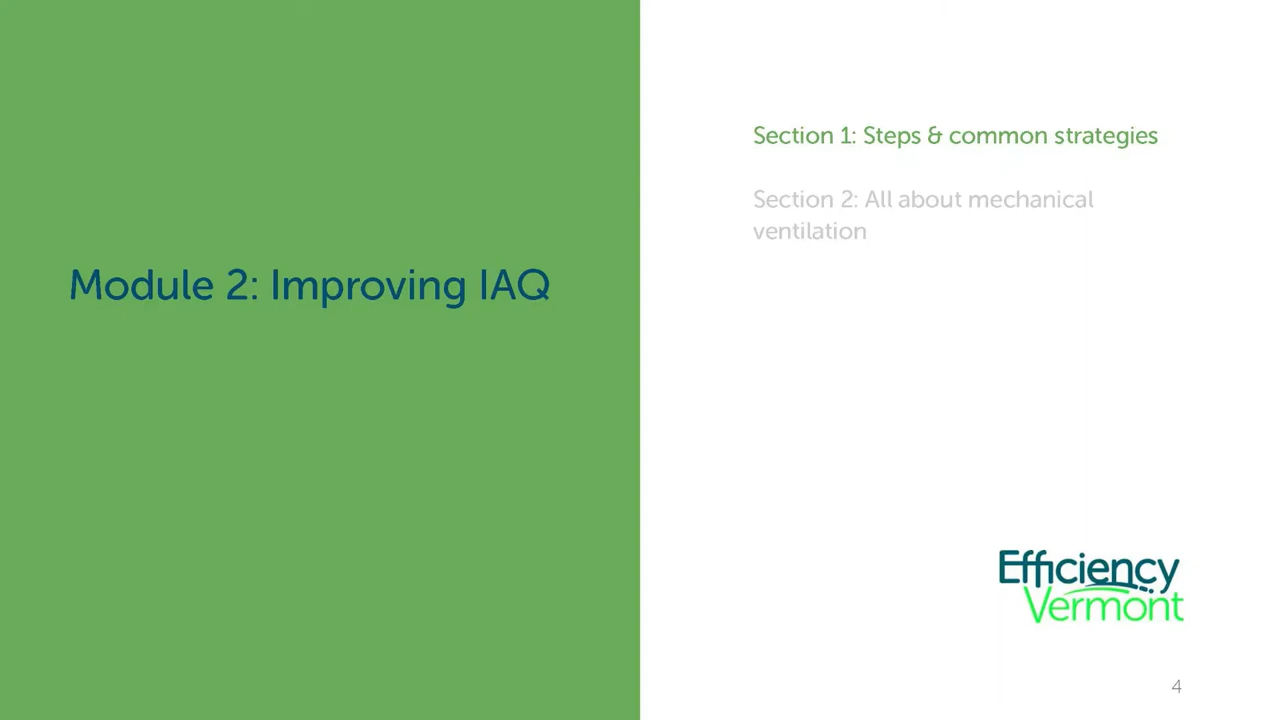 Module 2: Improving IAQ
Section 1: Steps & common strategies
Section 2: All about mechanical
ventilation
Efficiency
Vermont
4